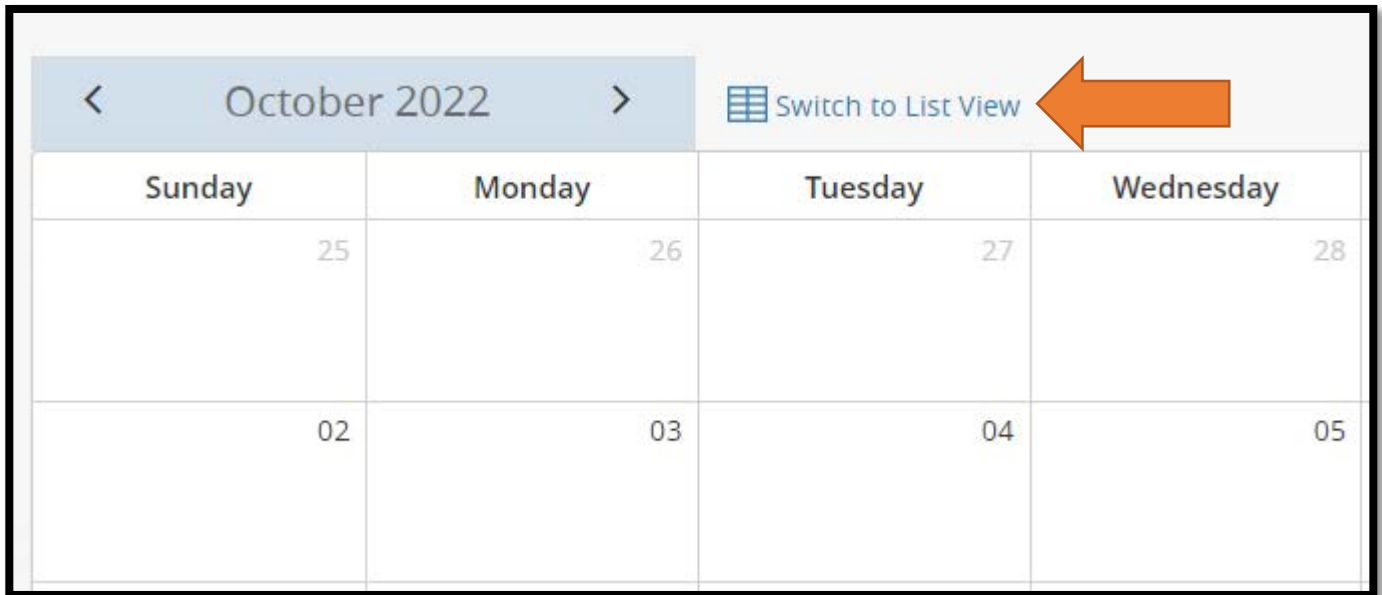 < October 2022 > Switch to List View
Sunday Monday Tuesday Wednesday
25 26 27 28
02 03 04 05